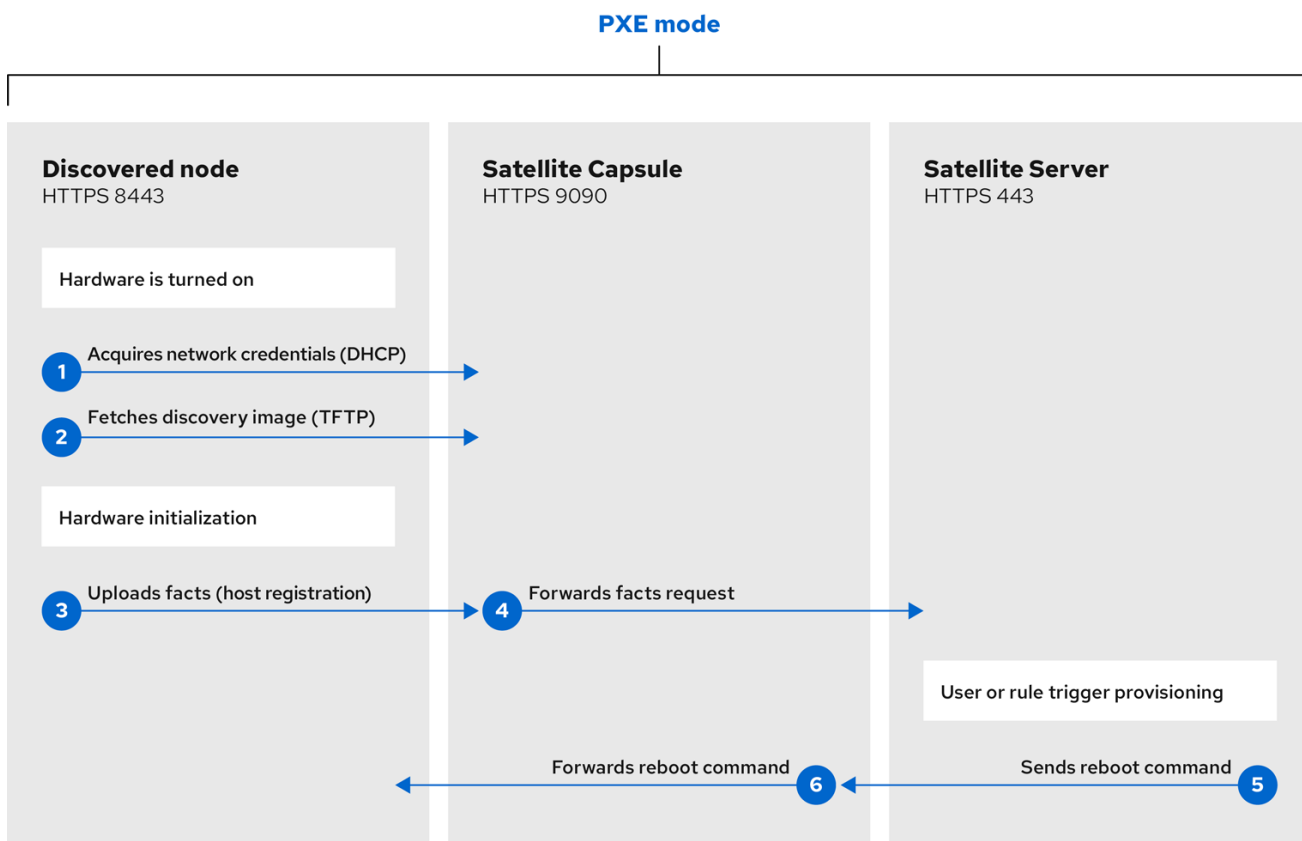 PXE mode
Discovered node
HTTPS 8443
Satellite Capsule
HTTPS 9090
Satellite Server
HTTPS 443
Hardware is turned on
Acquires network credentials (DHCP)
1
Fetches discovery image (TFTP)
2
Hardware initialization
Uploads facts (host registration)
3
Forwards facts request
4
User or rule trigger provisioning
Sends reboot command
5
Forwards reboot command
6